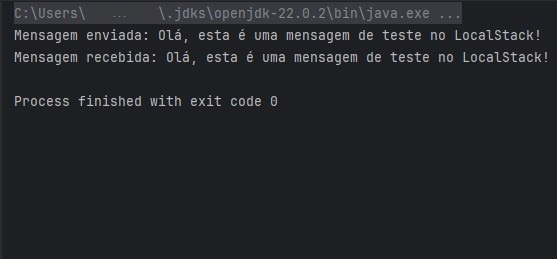 C:\Users\ ... \.jdks\openjdk-22.0.2\bin\java.exe ...
Mensagem enviada: Olá, esta é uma mensagem de teste no LocalStack!
Mensagem recebida: Olá, esta é uma mensagem de teste no LocalStack!
Process finished with exit code 0